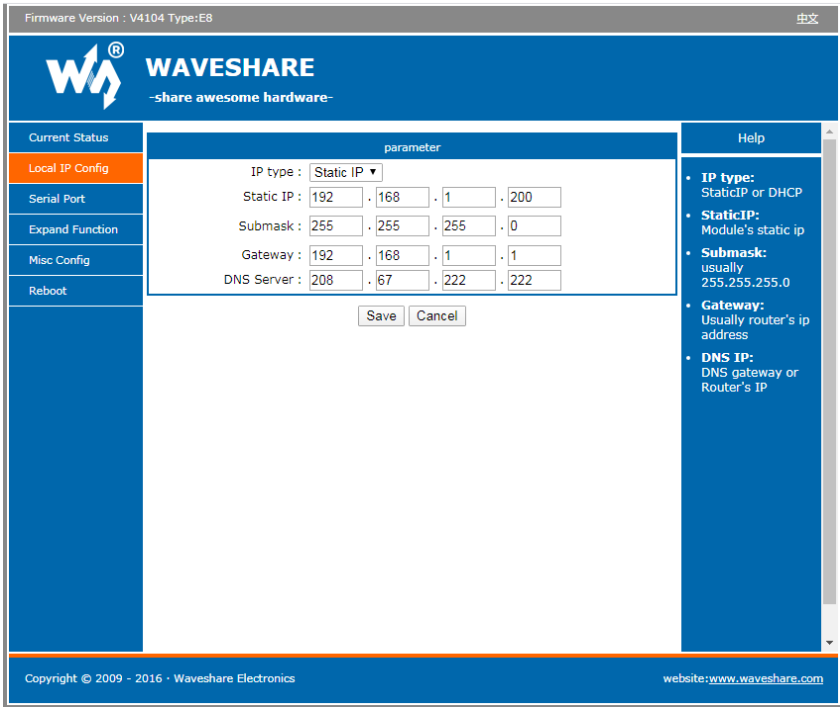 Firmware Version : V4104 Type:E8
中文
®
WAVESHARE
-share awesome hardware-
Current Status
Local IP Config
Serial Port
Expand Function
Misc Config
Reboot
parameter
IP type : Static IP ▼
Static IP : 192 . 168 . 1 . 200
Submask : 255 . 255 . 255 . 0
Gateway : 192 . 168 . 1 . 1
DNS Server : 208 . 67 . 222 . 222
Save Cancel
Help
• IP type:
StaticIP or DHCP
• StaticIP:
Module's static ip
• Submask:
usually
255.255.255.0
• Gateway:
Usually router's ip
address
• DNS IP:
DNS gateway or
Router's IP
Copyright © 2009 - 2016 · Waveshare Electronics
website:www.waveshare.com